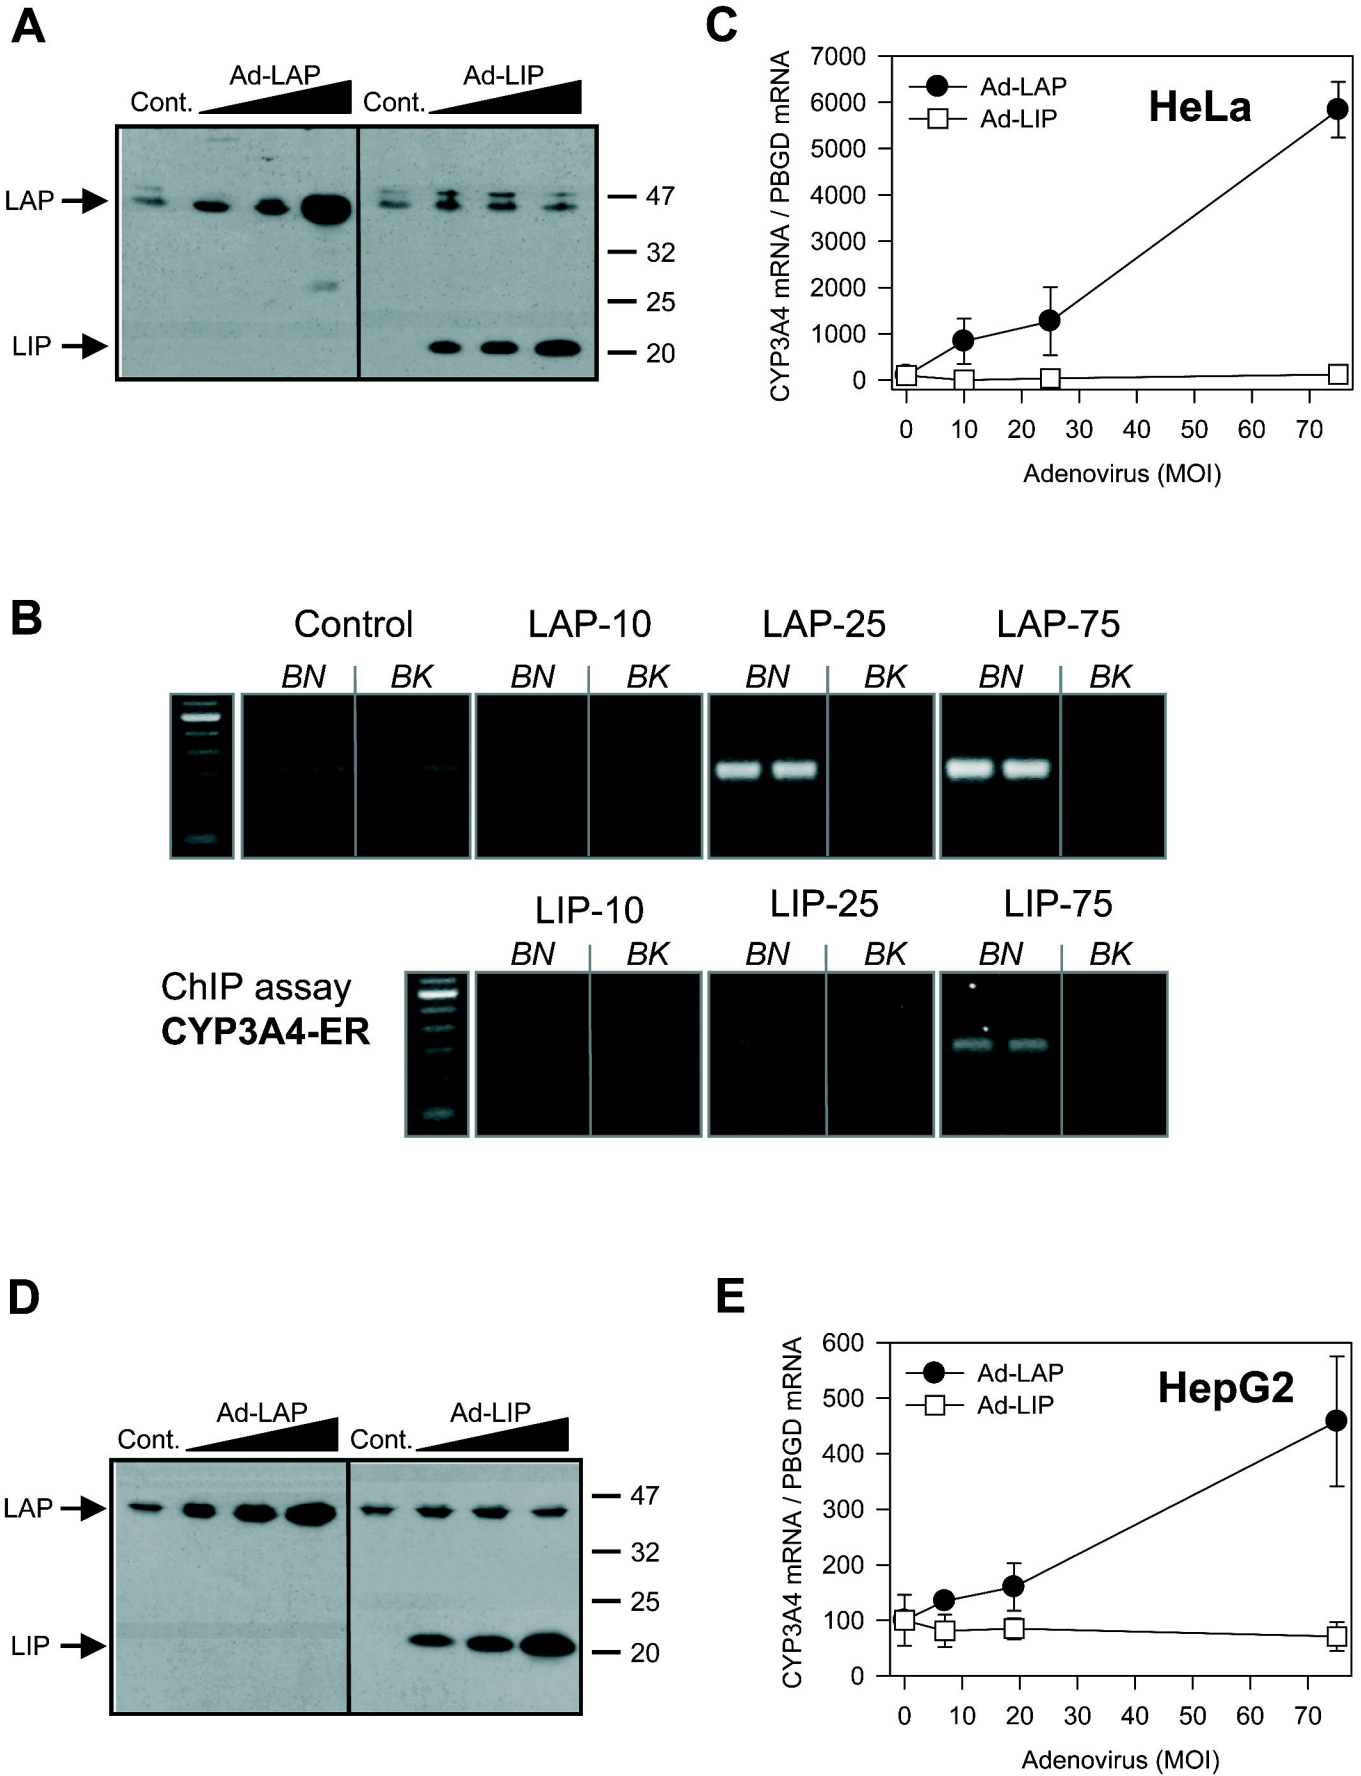 A
Ad-LAP
Ad-LIP
Cont.
Cont.
LAP
LIP
47
32
25
20
C
CYP3A4 mRNA / PBGD mRNA
7000
6000
5000
4000
3000
2000
1000
0
Ad-LAP
Ad-LIP
HeLa
0 10 20 30 40 50 60 70
Adenovirus (MOI)
B
Control LAP-10 LAP-25 LAP-75
BN BK BN BK BN BK BN BK
LIP-10 LIP-25 LIP-75
BN BK BN BK BN BK
ChIP assay
CYP3A4-ER
D
Ad-LAP
Ad-LIP
Cont.
Cont.
LAP
LIP
47
32
25
20
E
CYP3A4 mRNA / PBGD mRNA
600
500
400
300
200
100
0
Ad-LAP
Ad-LIP
HepG2
0 10 20 30 40 50 60 70
Adenovirus (MOI)